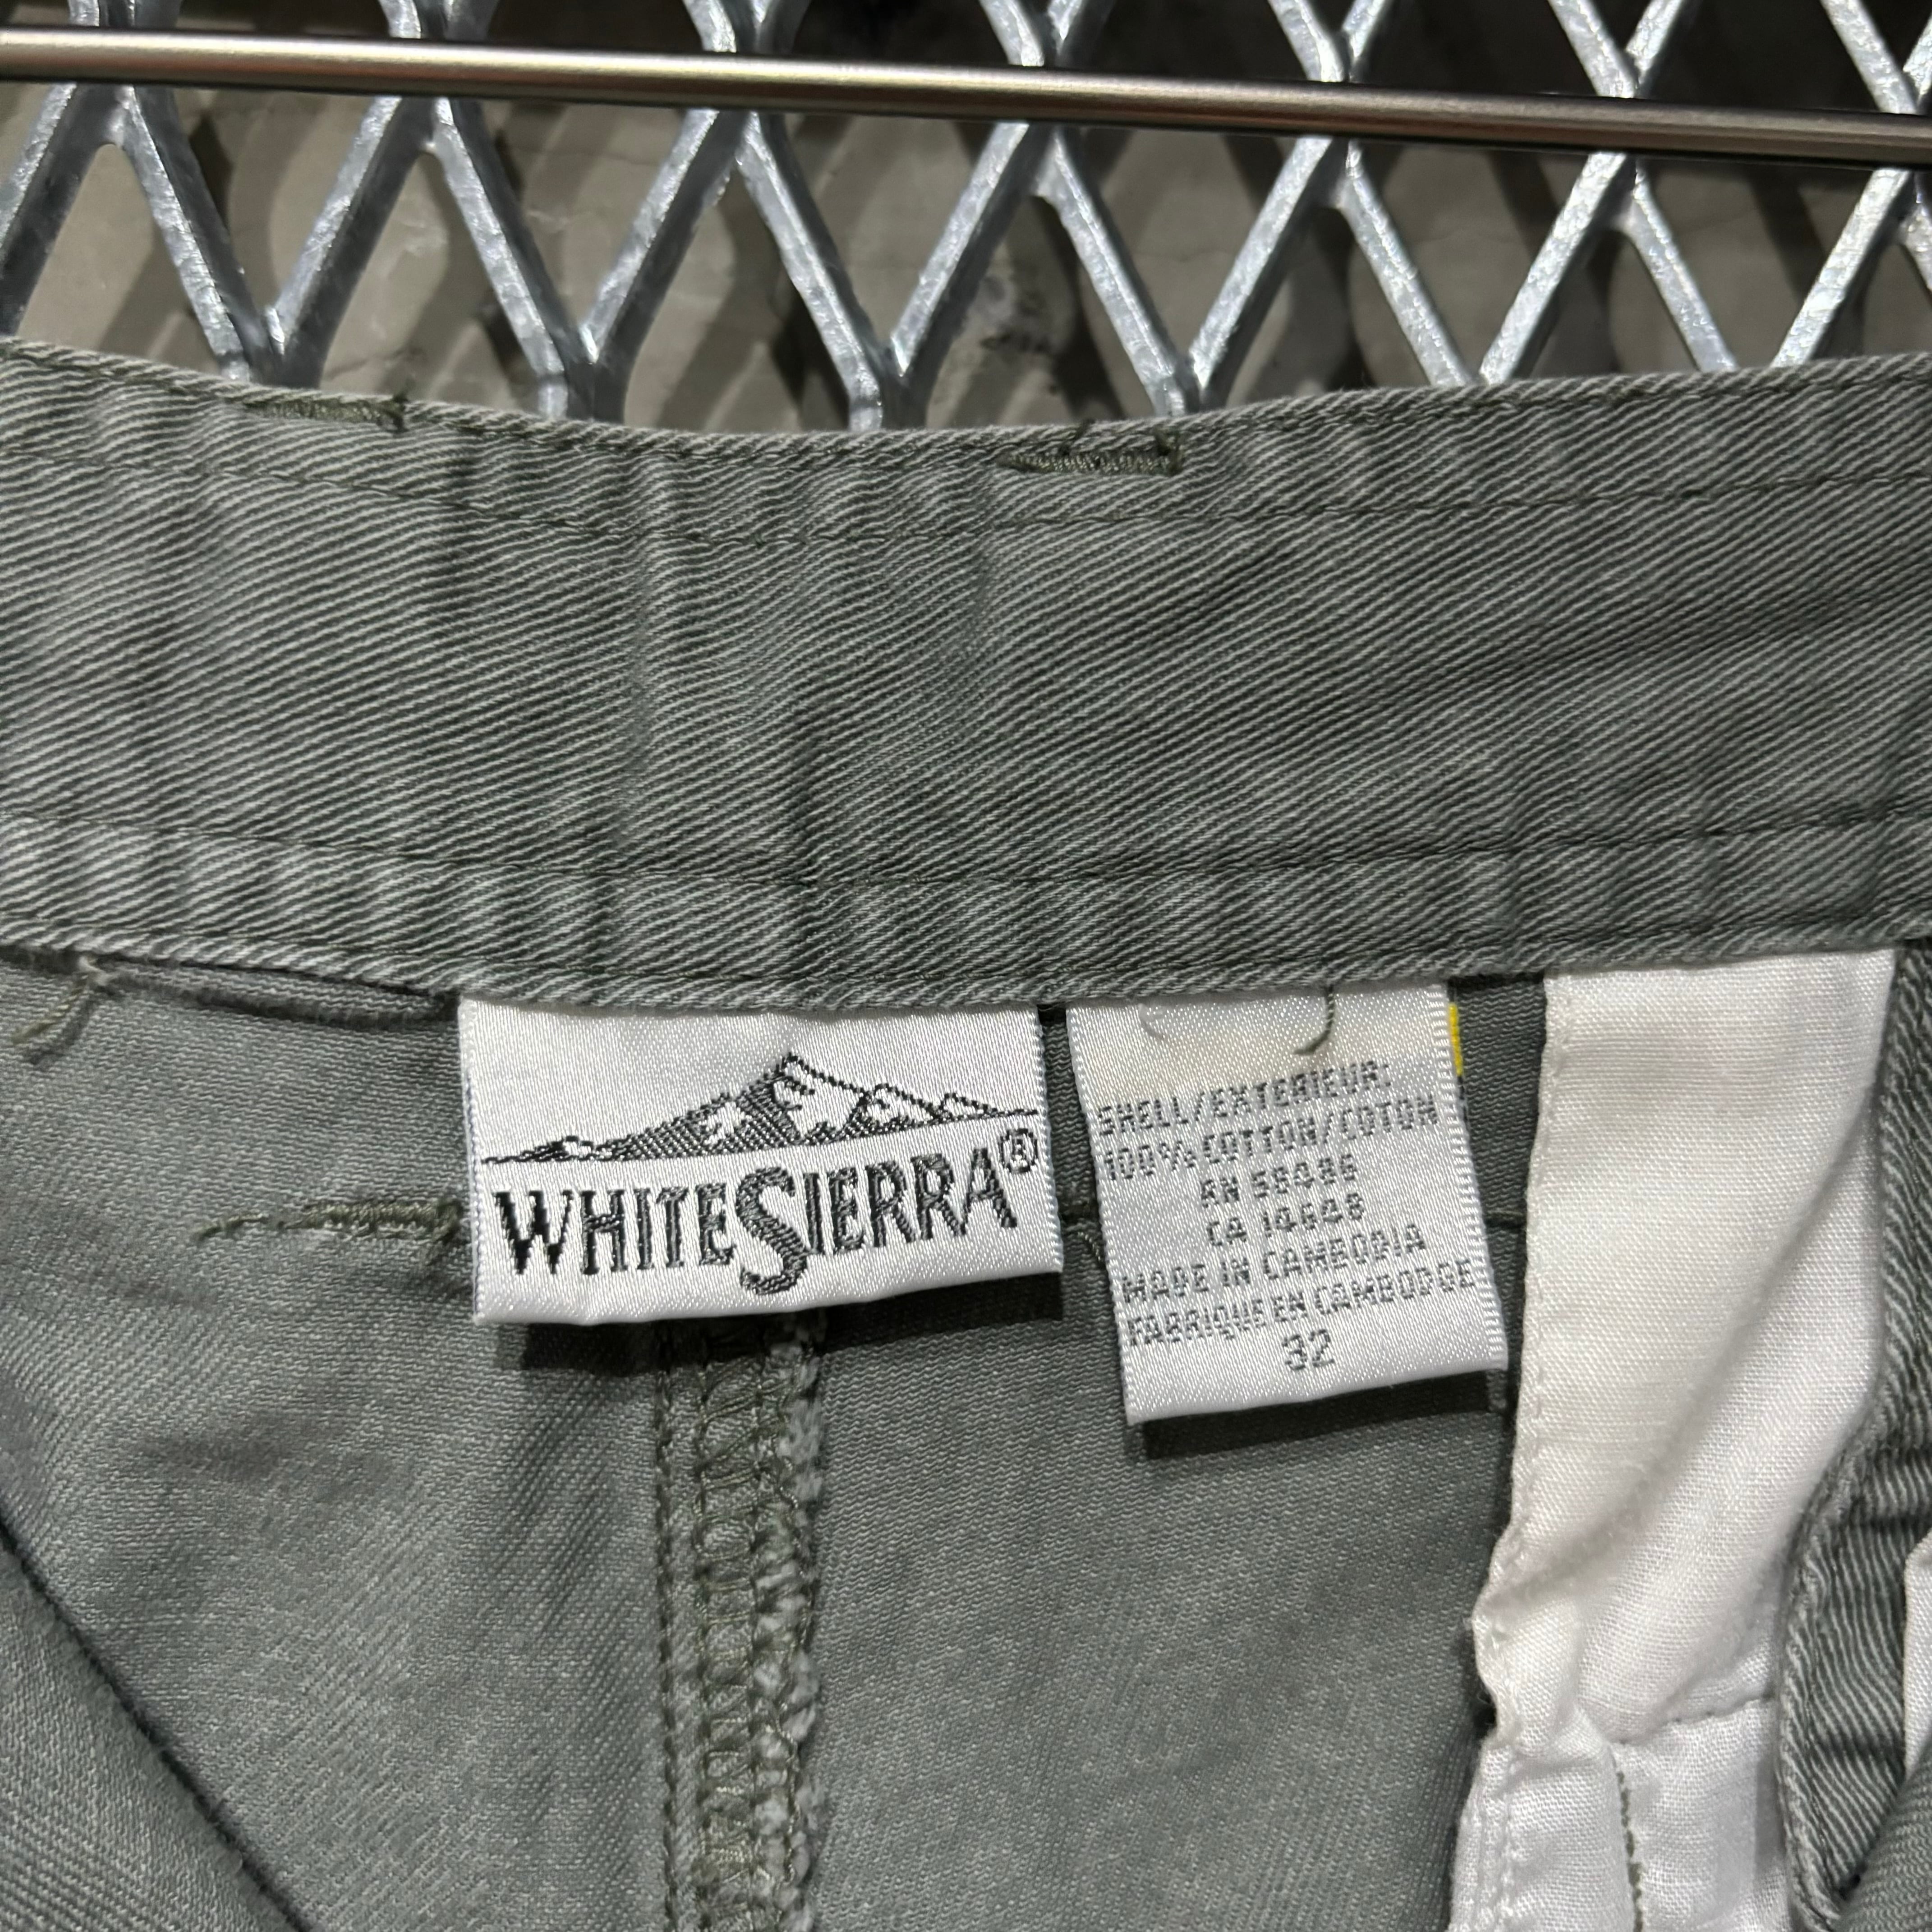 WHITESIERRA®
SHELL/EXTERIEUR:
100% COTTON/COTON
RN 58486
CA 14648
MADE IN CAMBODIA
FABRIQUE EN CAMBODGE
32